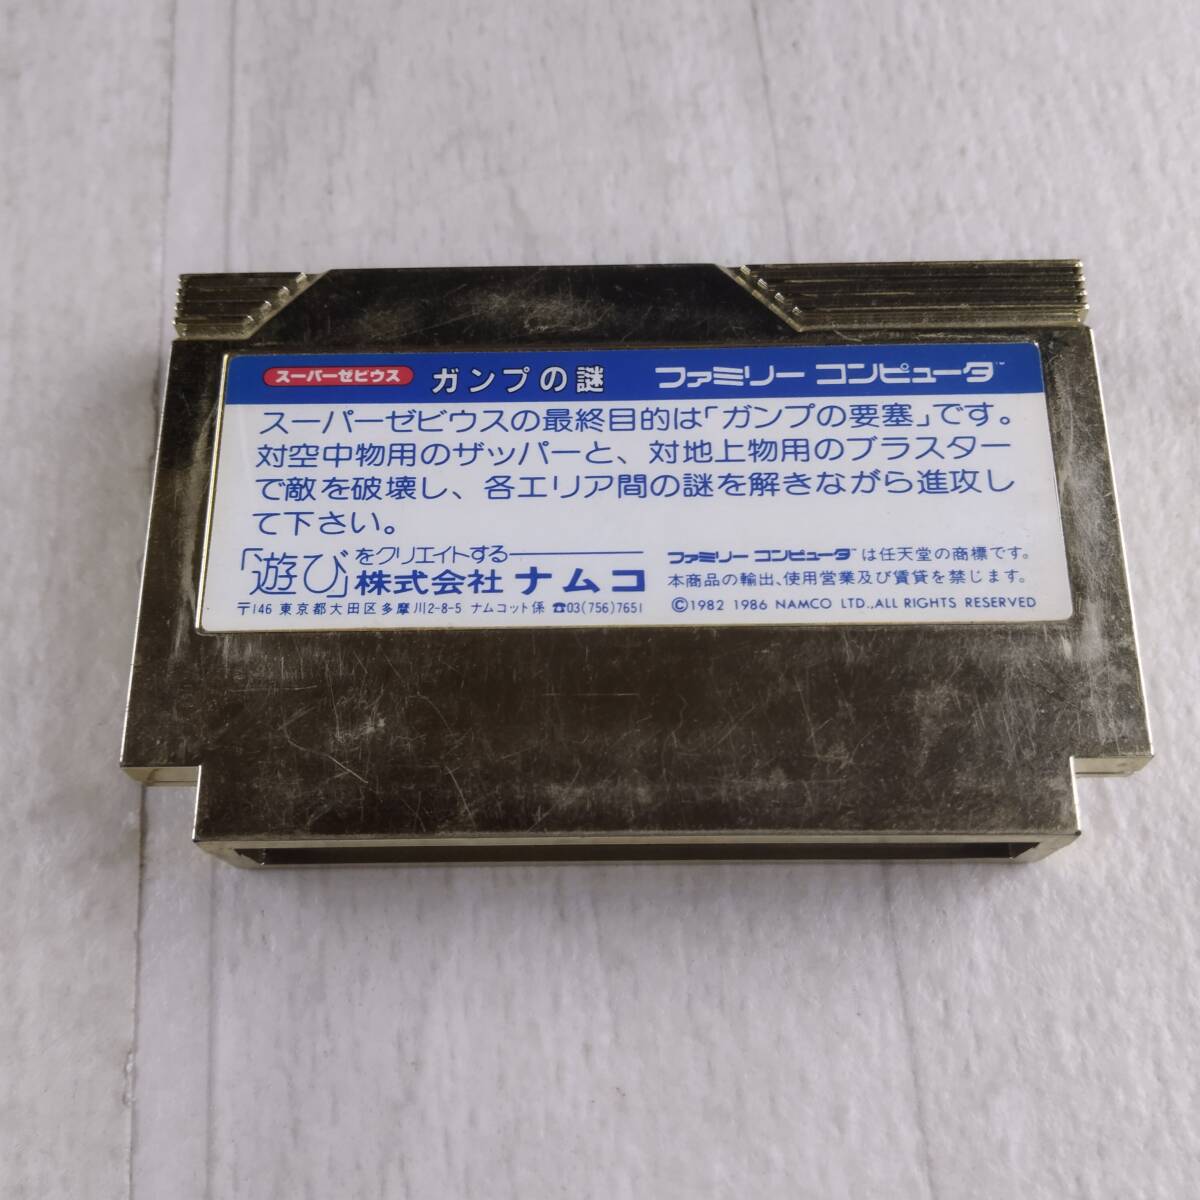 スーパーゼビウス ガンプの謎 ファミリー コンピュータ™
スーパーゼビウスの最終目的は「ガンプの要塞」です。
対空中物用のザッパーと、対地上物用のブラスター
で敵を破壊し、各エリア間の謎を解きながら進攻し
て下さい。
「遊び」をクリエイトする
株式会社 ナムコ
〒146 東京都大田区多摩川2-8-5 ナムコット係 ☎03(756)7651
ファミリー コンピュータ™は任天堂の商標です。
本商品の輸出、使用営業及び賃貸を禁じます。
©1982 1986 NAMCO LTD.,ALL RIGHTS RESERVED